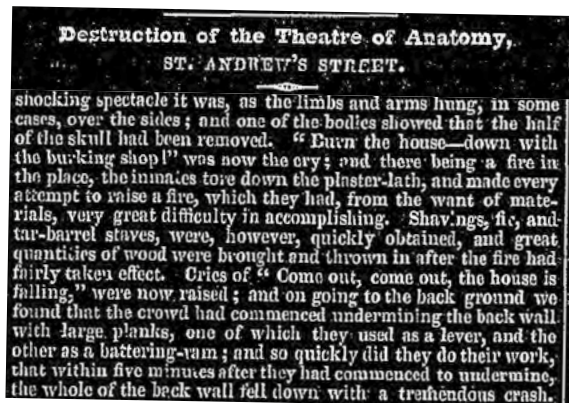 Destruction of the Theatre of Anatomy,
ST. ANDREW'S STREET.
shocking spectacle it was, as the limbs and arms hung, in some
cases, over the sides; and one of the bodies showed that the half
of the skull had been removed. "Burn the house—down with
the burking shop!" was now the cry; and there being a fire in
the place, the inmates tore down the plaster-lath, and made every
attempt to raise a fire, which they had, from the want of mate-
rials, very great difficulty in accomplishing. Shavings, fir, and
tar-barrel staves, were, however, quickly obtained, and great
quantities of wood were brought and thrown in after the fire had
fairly taken effect. Cries of "Come out, come out, the house is
falling," were now raised; and on going to the back ground we
found that the crowd had commenced undermining the back wall
with large planks, one of which they used as a lever, and the
other as a battering-ram; and so quickly did they do their work,
that within five minutes after they had commenced to undermine,
the whole of the back wall fell down with a tremendous crash.